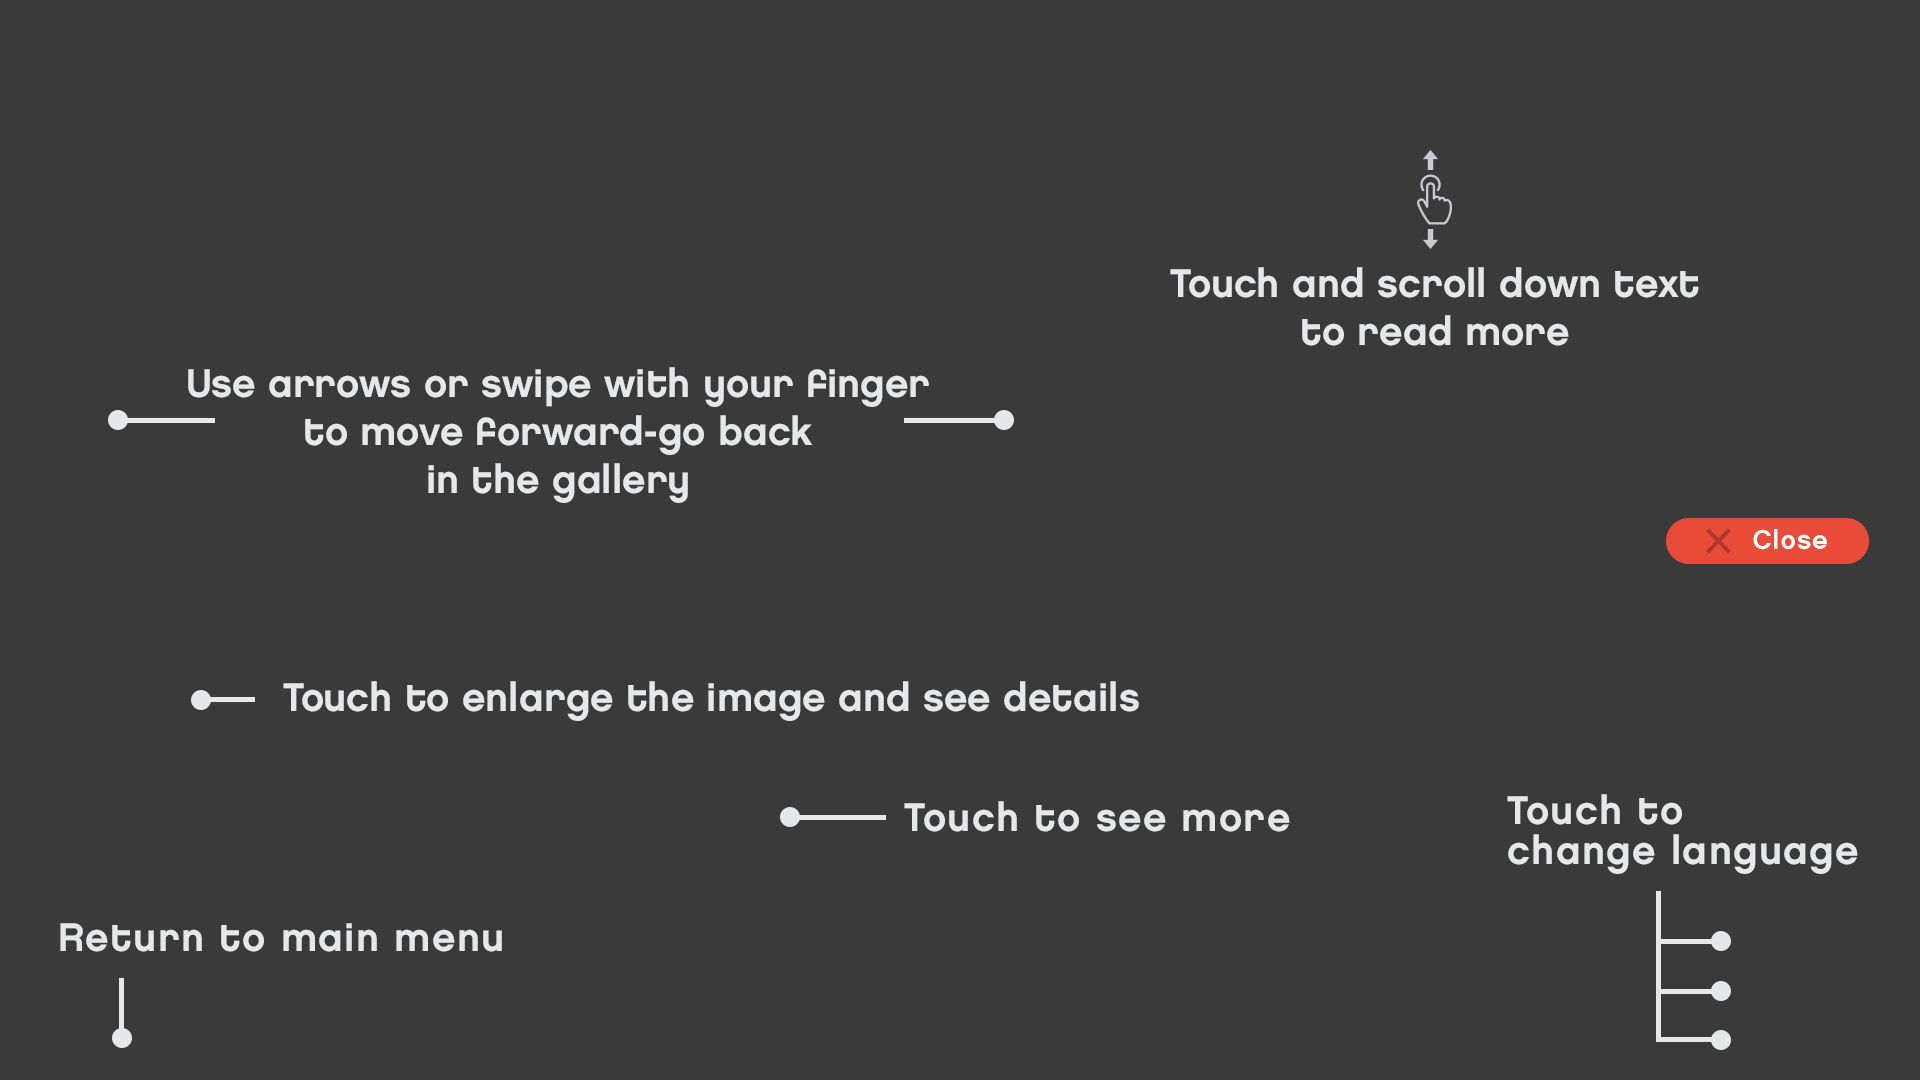 Touch and scroll down text
to read more
Use arrows or swipe with your finger
to move forward-go back
in the gallery
Close
Touch to enlarge the image and see details
Touch to see more
Touch to
change language
Return to main menu